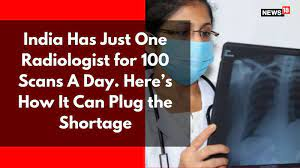 NEWS18
India Has Just One
Radiologist for 100
Scans A Day. Here's
How It Can Plug the
Shortage